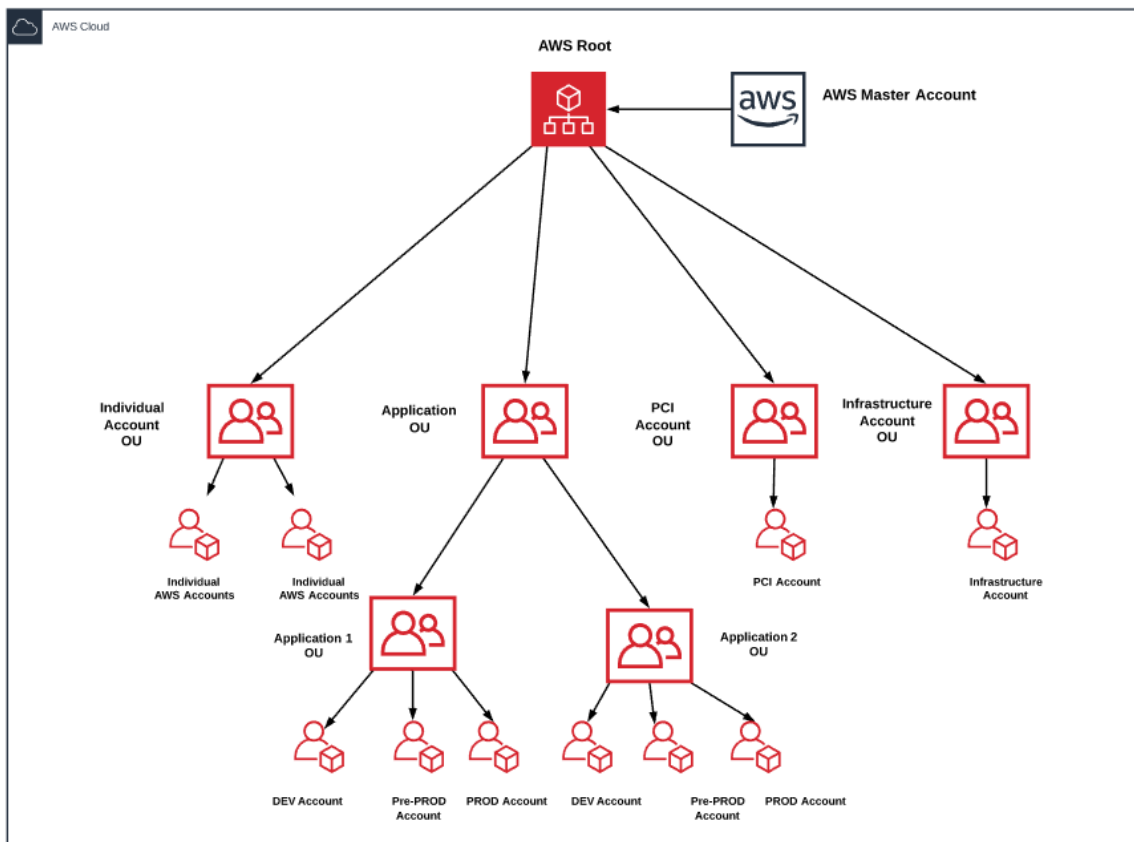 AWS Cloud
AWS Root
aws
AWS Master Account
Individual
Account
OU
Application
OU
PCI
Account
OU
Infrastructure
Account
OU
Individual
AWS Accounts
Individual
AWS Accounts
PCI Account
Infrastructure
Account
Application 1
OU
Application 2
OU
DEV Account
Pre-PROD
Account
PROD Account
DEV Account
Pre-PROD
Account
PROD Account